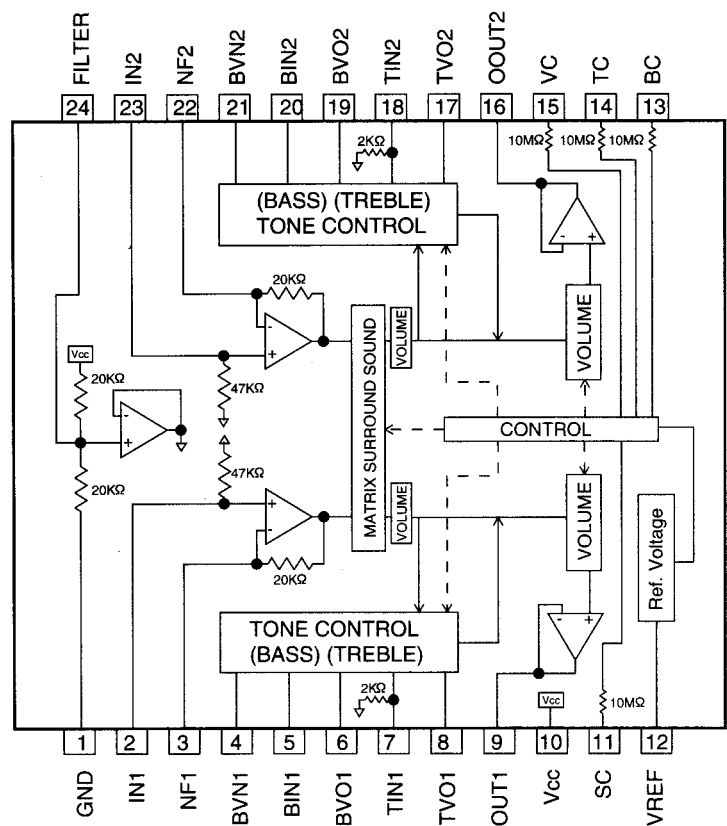 FILTER IN2 NF2 BVN2 BIN2 BVO2 TIN2 TVO2 OOUT2 VC TC BC
24 23 22 21 20 19 18 17 16 15 14 13
2KΩ 10MΩ 10MΩ 10MΩ
(BASS) (TREBLE)
TONE CONTROL
- +
20KΩ
-
+
MATRIX SURROUND SOUND
VOLUME
VOLUME
Vcc
20KΩ
-
+
47KΩ
CONTROL
20KΩ
47KΩ
+
-
VOLUME
VOLUME
Ref. Voltage
20KΩ
TONE CONTROL
(BASS) (TREBLE)
- +
2KΩ
Vcc
10MΩ
1 2 3 4 5 6 7 8 9 10 11 12
GND IN1 NF1 BVN1 BIN1 BVO1 TIN1 TVO1 OUT1 Vcc SC VREF